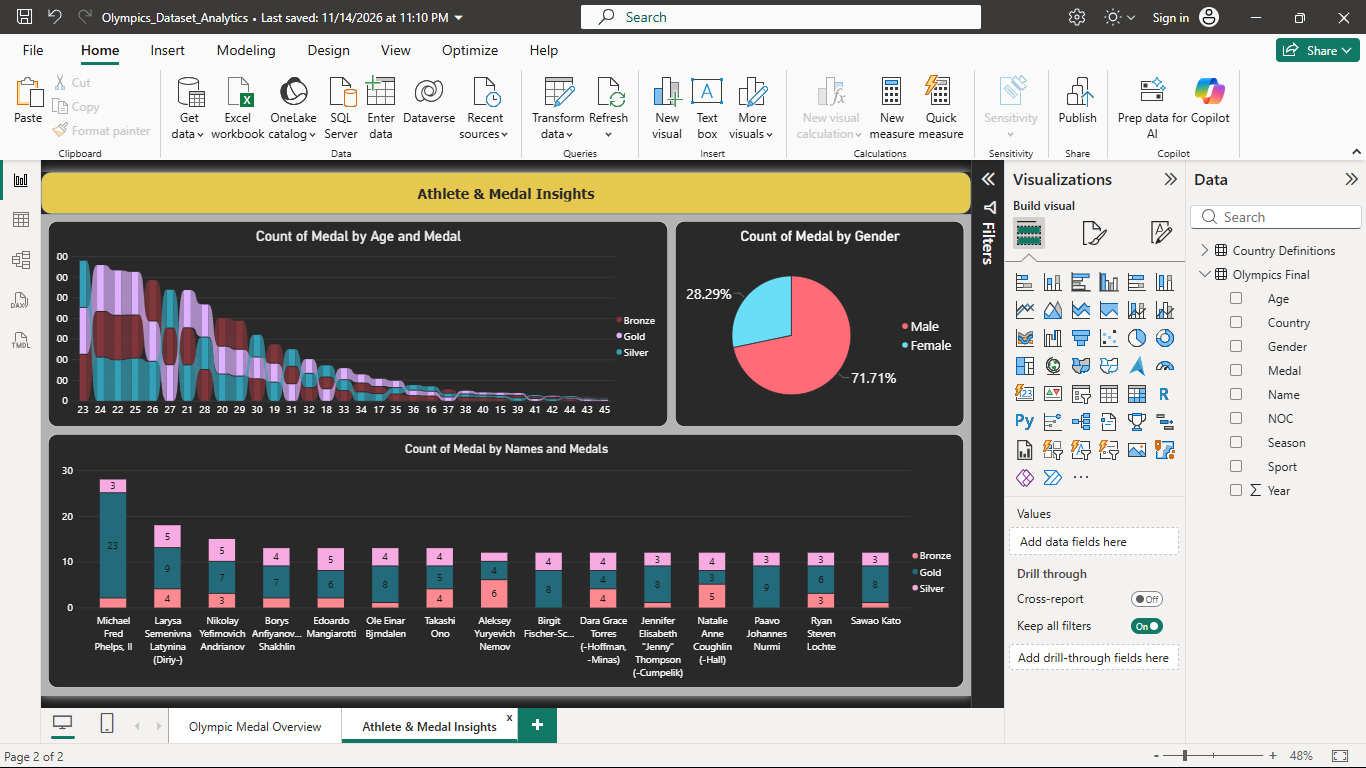 Olympics_Dataset_Analytics • Last saved: 11/14/2026 at 11:10 PM
Search
Sign in
File Home Insert Modeling Design View Optimize Help
Share
Paste
Cut
Copy
Format painter
Clipboard
Get data
Excel workbook
OneLake catalog
SQL Server
Enter data
Dataverse
Recent sources
Data
Transform data
Refresh
Queries
New visual
Text box
More visuals
Insert
New visual calculation
New measure
Quick measure
Calculations
Sensitivity
Sensitivity
Publish
Share
Prep data for AI
Copilot
Copilot
DAX
TMDL
Athlete & Medal Insights
Count of Medal by Age and Medal
00
00
00
00
00
00
00
0
23 24 22 25 26 27 21 28 20 29 30 19 31 32 18 33 34 17 35 36 16 37 38 40 15 39 41 42 44 43 45
Bronze
Gold
Silver
Count of Medal by Gender
28.29%
71.71%
Male
Female
Count of Medal by Names and Medals
30
20
10
0
3
23
5
9
4
5
7
3
4
7
5
6
4
8
4
5
4
4
6
4
8
4
4
4
3
8
4
3
5
3
9
3
6
3
3
8
Michael Fred Phelps, II
Larysa Semenivna Latynina (Diriy-)
Nikolay Yefimovich Andrianov
Borys Anfiyanov... Shakhlin
Edoardo Mangiarotti
Ole Einar Bjrndalen
Takashi Ono
Aleksey Yuryevich Nemov
Birgit Fischer-Sc...
Dara Grace Torres (-Hoffman, -Minas)
Jennifer Elisabeth "Jenny" Thompson (-Cumpelik)
Natalie Anne Coughlin (-Hall)
Paavo Johannes Nurmi
Ryan Steven Lochte
Sawao Kato
Bronze
Gold
Silver
Filters
Visualizations
Build visual
123
R
Py
Values
Add data fields here
Drill through
Cross-report
Off
Keep all filters
On
Add drill-through fields here
Data
Search
Country Definitions
Olympics Final
Age
Country
Gender
Medal
Name
NOC
Season
Sport
Year
Olympic Medal Overview
Athlete & Medal Insights
x
+
Page 2 of 2
- + 48%